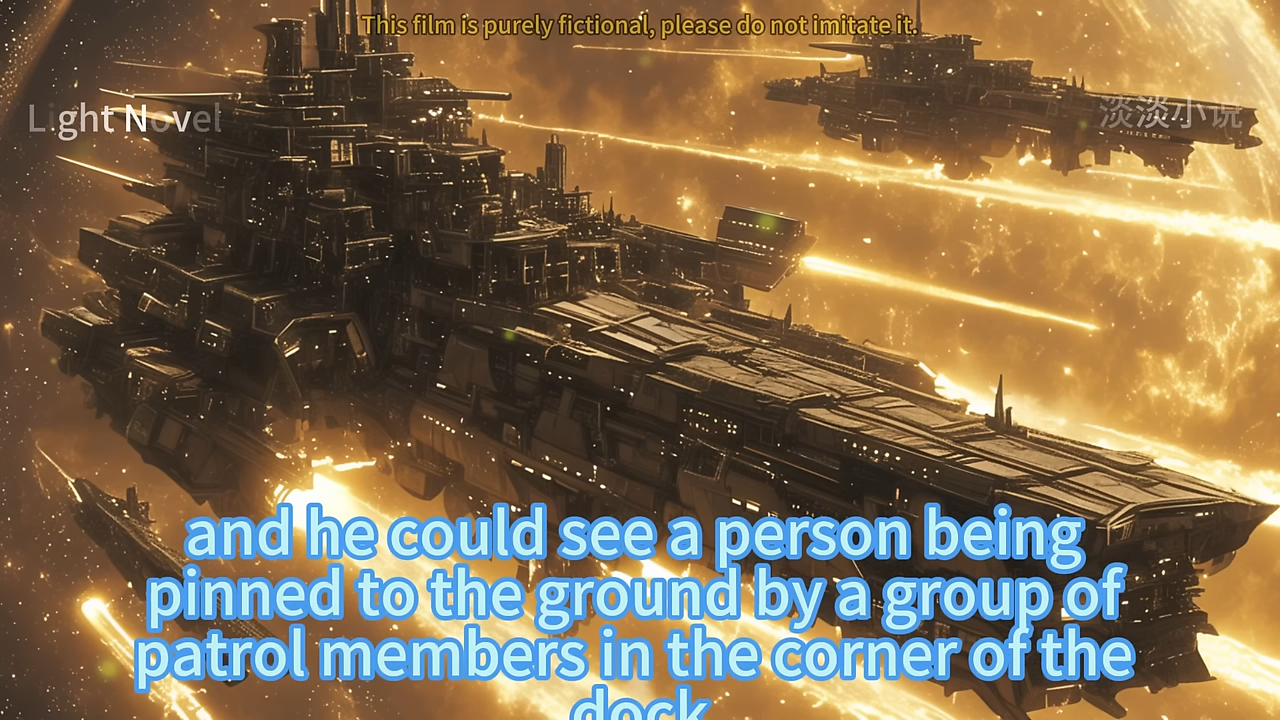 This film is purely fictional, please do not imitate it.
Light Novel
淡淡小说
and he could see a person being
pinned to the ground by a group of
patrol members in the corner of the
dock